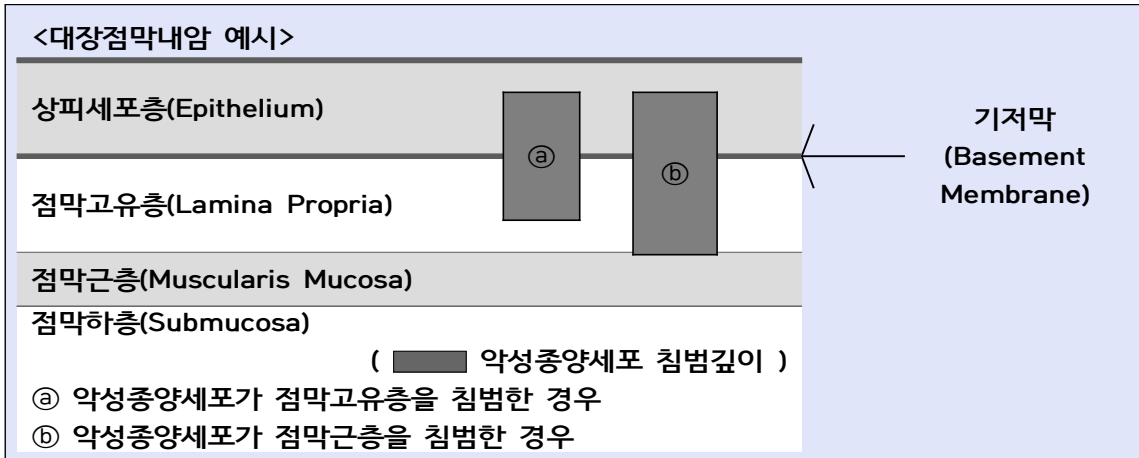 <대장점막내암 예시>
상피세포층(Epithelium)
기저막
(Basement
Membrane)
ⓐ
ⓑ
점막고유층(Lamina Propria)
점막근층(Muscularis Mucosa)
점막하층(Submucosa)
( 악성종양세포 침범깊이 )
ⓐ 악성종양세포가 점막고유층을 침범한 경우
ⓑ 악성종양세포가 점막근층을 침범한 경우